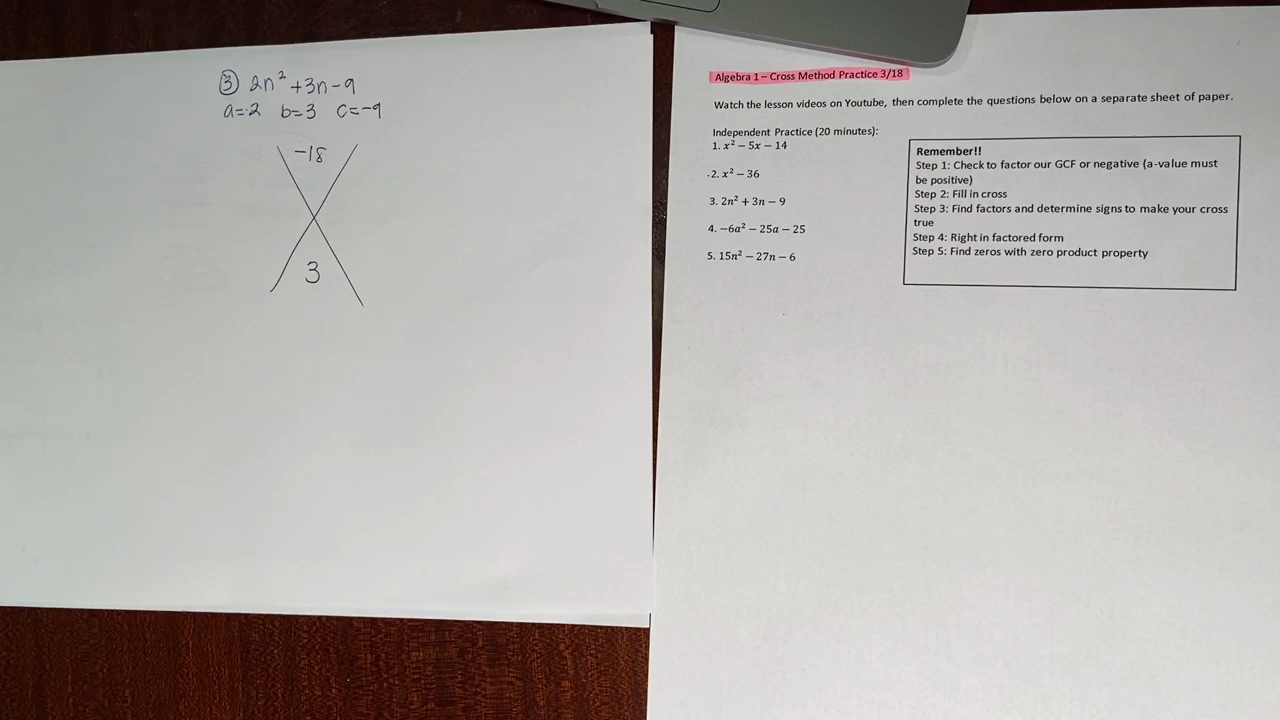 ③ 2n² + 3n - 9
a=2 b=3 c=-9
-18
3
Algebra 1 – Cross Method Practice 3/18
Watch the lesson videos on Youtube, then complete the questions below on a separate sheet of paper.
Independent Practice (20 minutes):
1. x² − 5x − 14
2. x² − 36
3. 2n² + 3n − 9
4. −6a² − 25a − 25
5. 15n² − 27n − 6
Remember!!
Step 1: Check to factor our GCF or negative (a-value must
be positive)
Step 2: Fill in cross
Step 3: Find factors and determine signs to make your cross
true
Step 4: Right in factored form
Step 5: Find zeros with zero product property